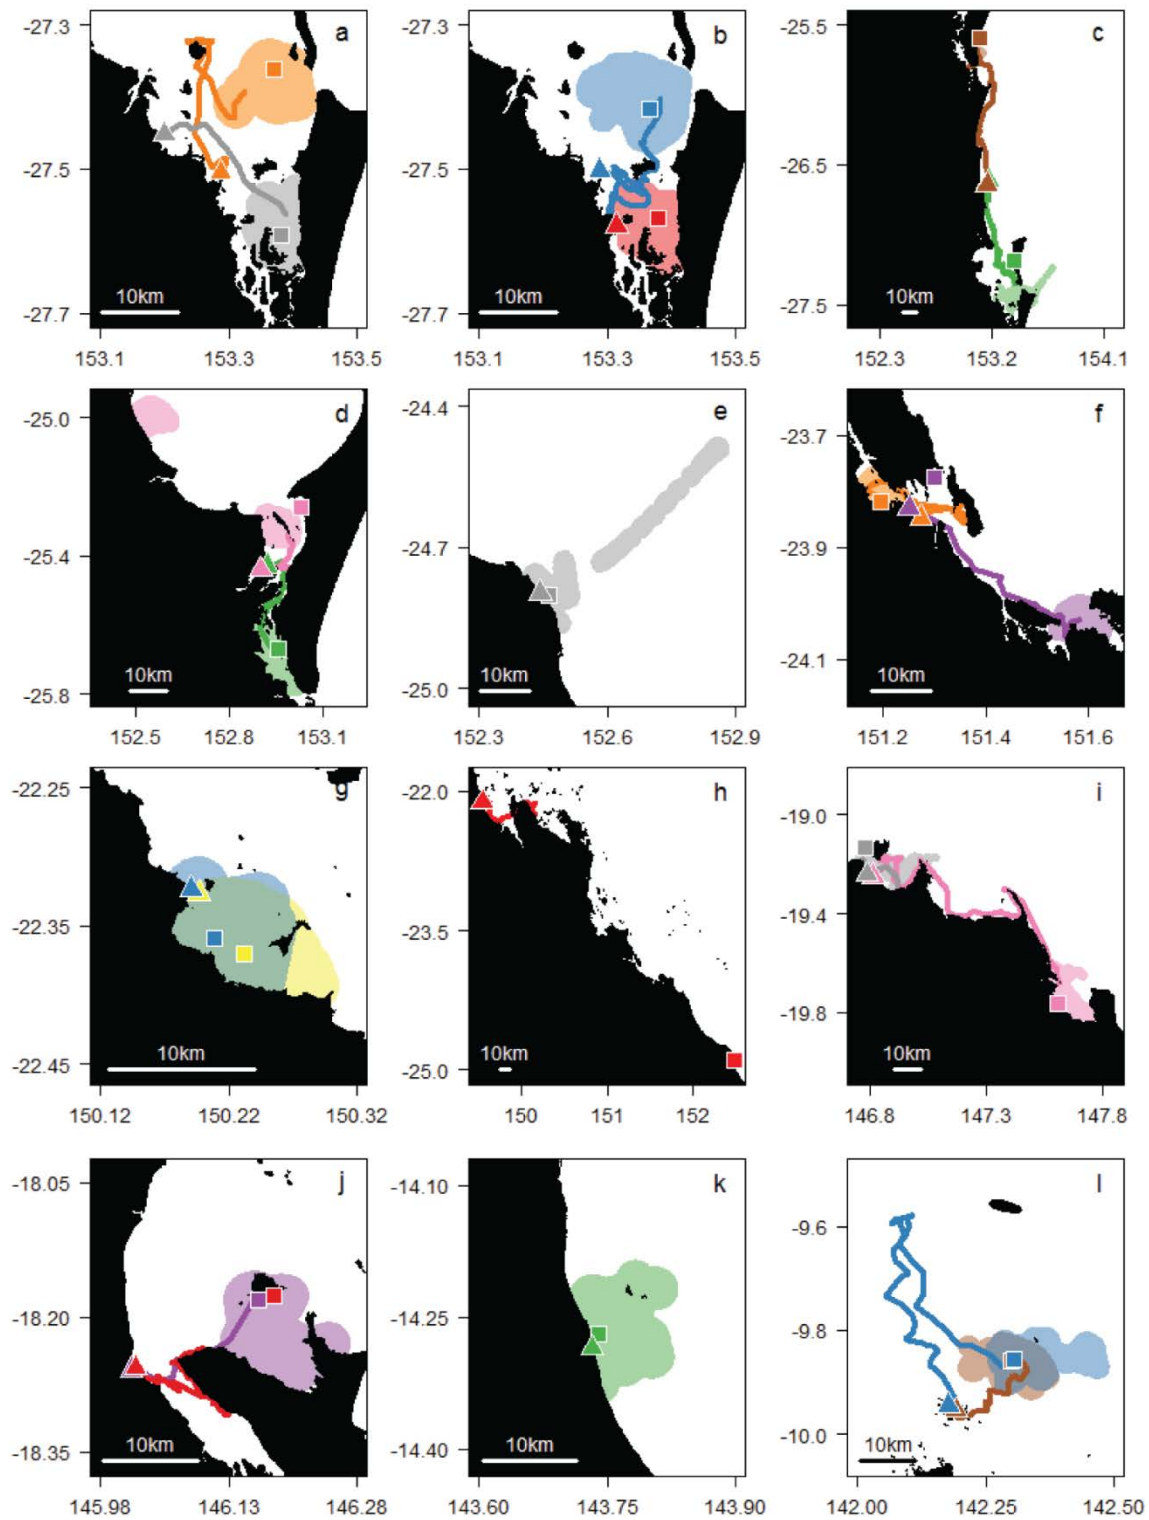 -27.3
-27.5
-27.7
a
10km
153.1 153.3 153.5
-27.3
-27.5
-27.7
b
10km
153.1 153.3 153.5
-25.5
-26.5
-27.5
c
10km
152.3 153.2 154.1
-25.0
-25.4
-25.8
d
10km
152.5 152.8 153.1
-24.4
-24.7
-25.0
e
10km
152.3 152.6 152.9
-23.7
-23.9
-24.1
f
10km
151.2 151.4 151.6
-22.25
-22.35
-22.45
g
10km
150.12 150.22 150.32
-22.0
-23.5
-25.0
h
10km
150 151 152
-19.0
-19.4
-19.8
i
10km
146.8 147.3 147.8
-18.05
-18.20
-18.35
j
10km
145.98 146.13 146.28
-14.10
-14.25
-14.40
k
10km
143.60 143.75 143.90
-9.6
-9.8
-10.0
l
10km
142.00 142.25 142.50